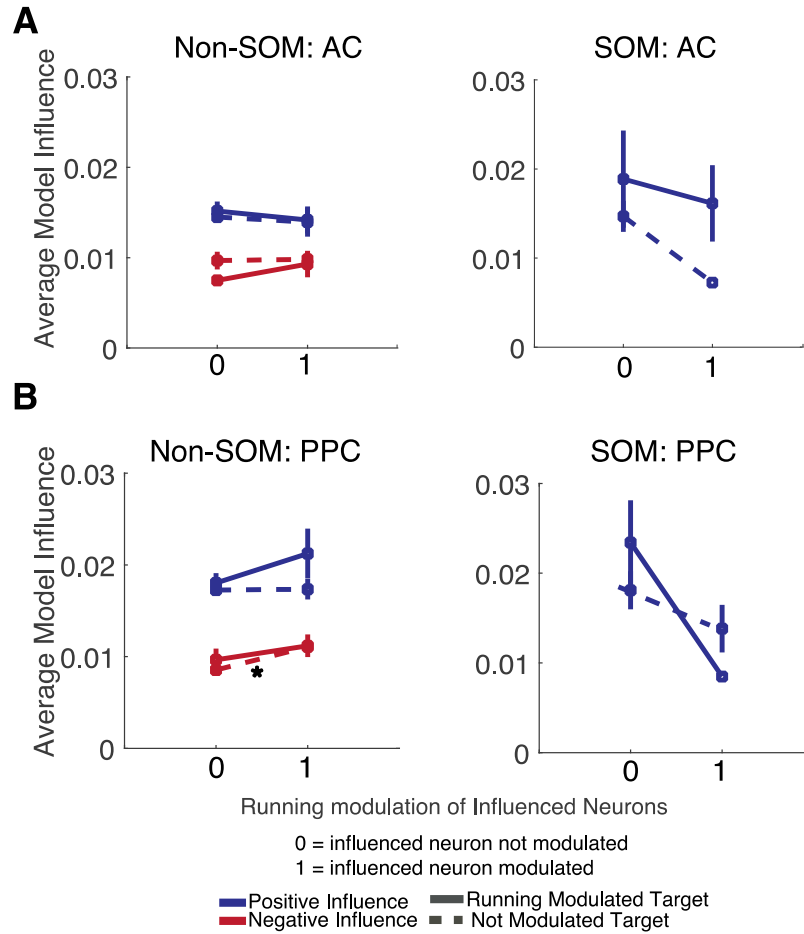 A
Non-SOM: AC
SOM: AC
Average Model Influence
0.03
0.02
0.01
0
0 1
0.03
0.02
0.01
0
0 1
B
Non-SOM: PPC
SOM: PPC
Average Model Influence
0.03
0.02
0.01
0
*
0 1
0.03
0.02
0.01
0
0 1
Running modulation of Influenced Neurons
0 = influenced neuron not modulated
1 = influenced neuron modulated
Positive Influence Running Modulated Target
Negative Influence Not Modulated Target